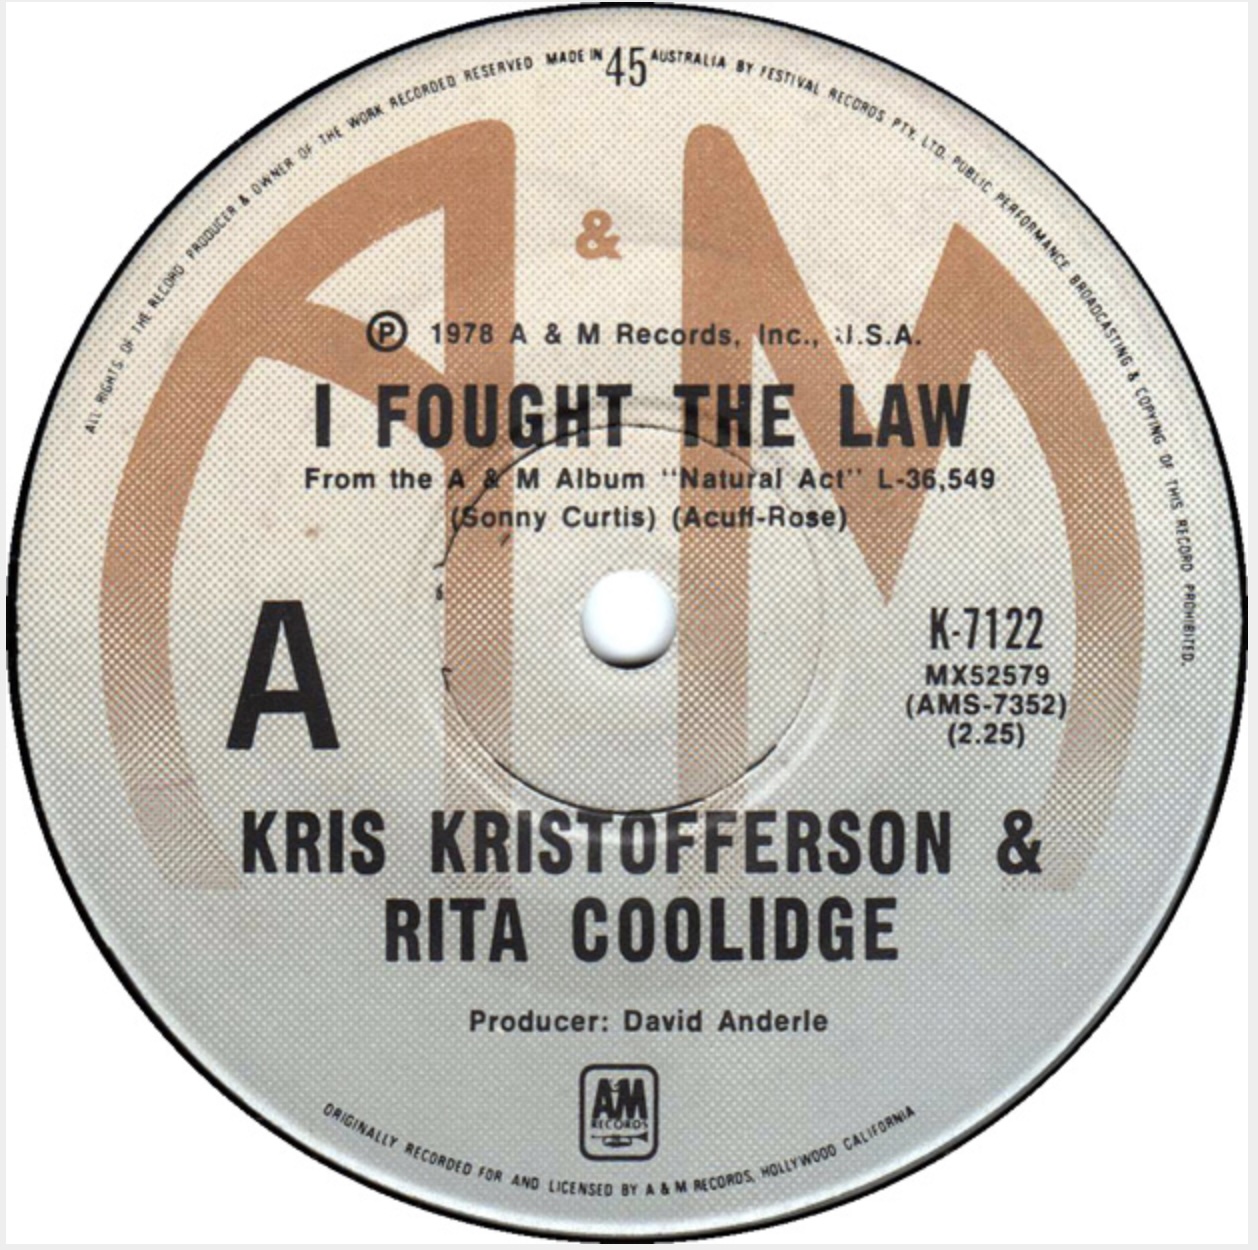 ALL RIGHTS OF THE RECORD PRODUCER & OWNER OF THE WORK RECORDED RESERVED MADE IN 45 AUSTRALIA BY FESTIVAL RECORDS PTY. LTD. PUBLIC PERFORMANCE BROADCASTING & COPYING OF THIS RECORD PROHIBITED.
A & M
Ⓟ 1978 A & M Records, Inc., U.S.A.
I FOUGHT THE LAW
From the A & M Album "Natural Act" L-36,549
(Sonny Curtis) (Acuff-Rose)
A
K-7122
MX52579
(AMS-7352)
(2.25)
KRIS KRISTOFFERSON &
RITA COOLIDGE
Producer: David Anderle
A&M
RECORDS
ORIGINALLY RECORDED FOR AND LICENSED BY A & M RECORDS, HOLLYWOOD CALIFORNIA